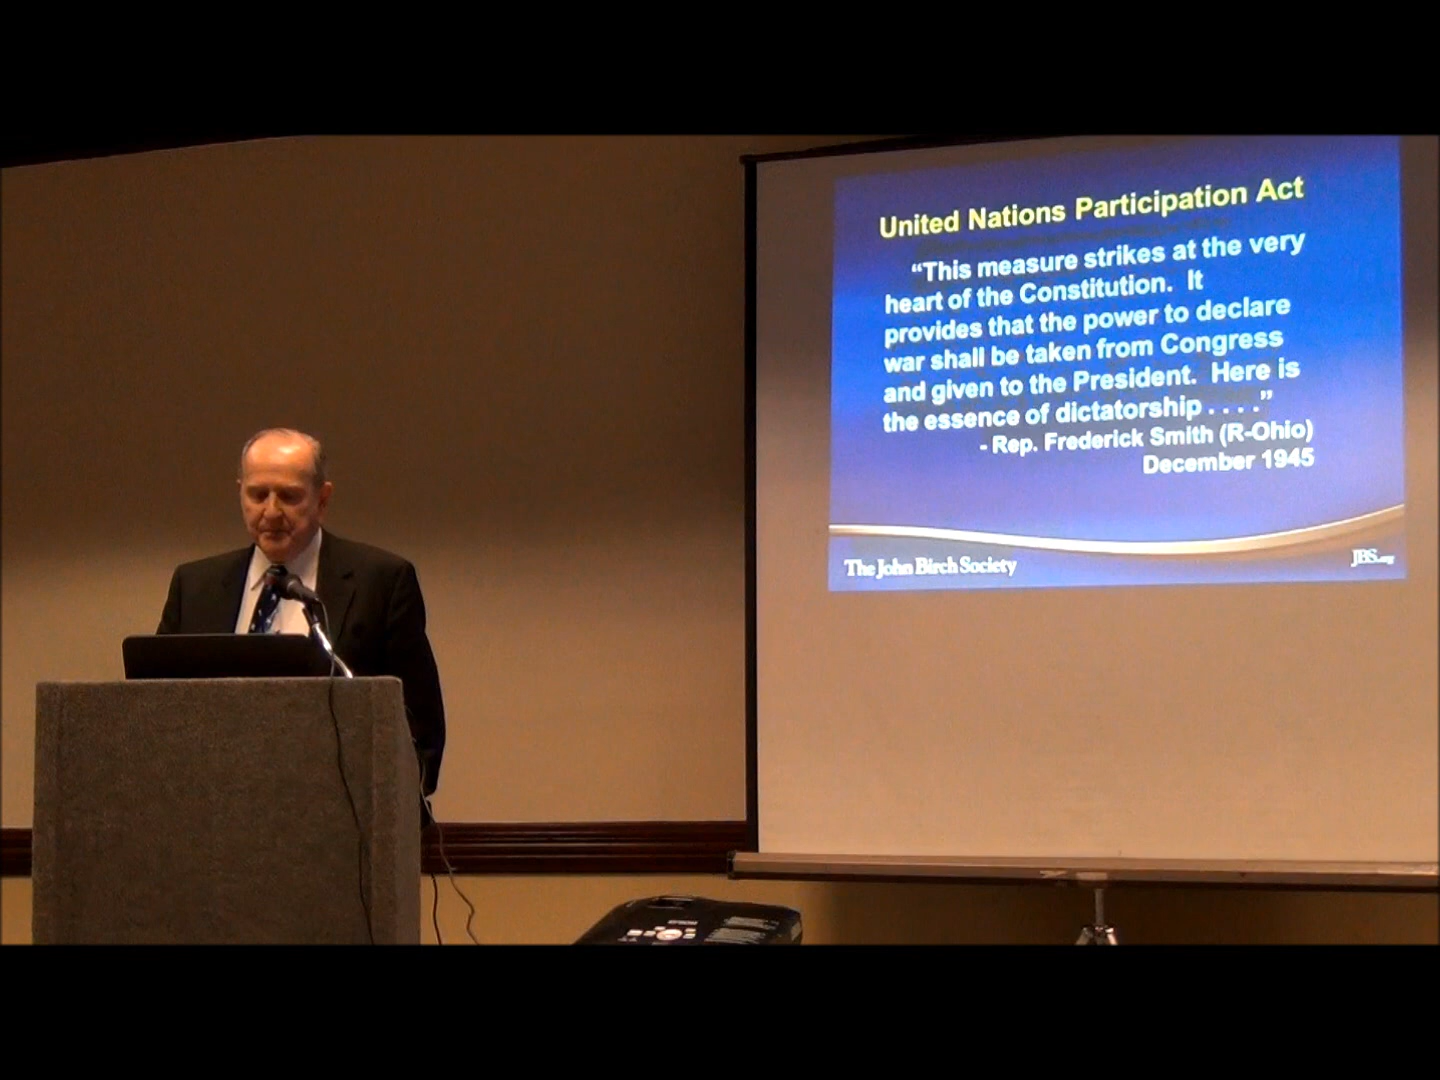 United Nations Participation Act
“This measure strikes at the very
heart of the Constitution. It
provides that the power to declare
war shall be taken from Congress
and given to the President. Here is
the essence of dictatorship . . . .”
- Rep. Frederick Smith (R-Ohio)
December 1945
The John Birch Society
JBS.org
EPSON